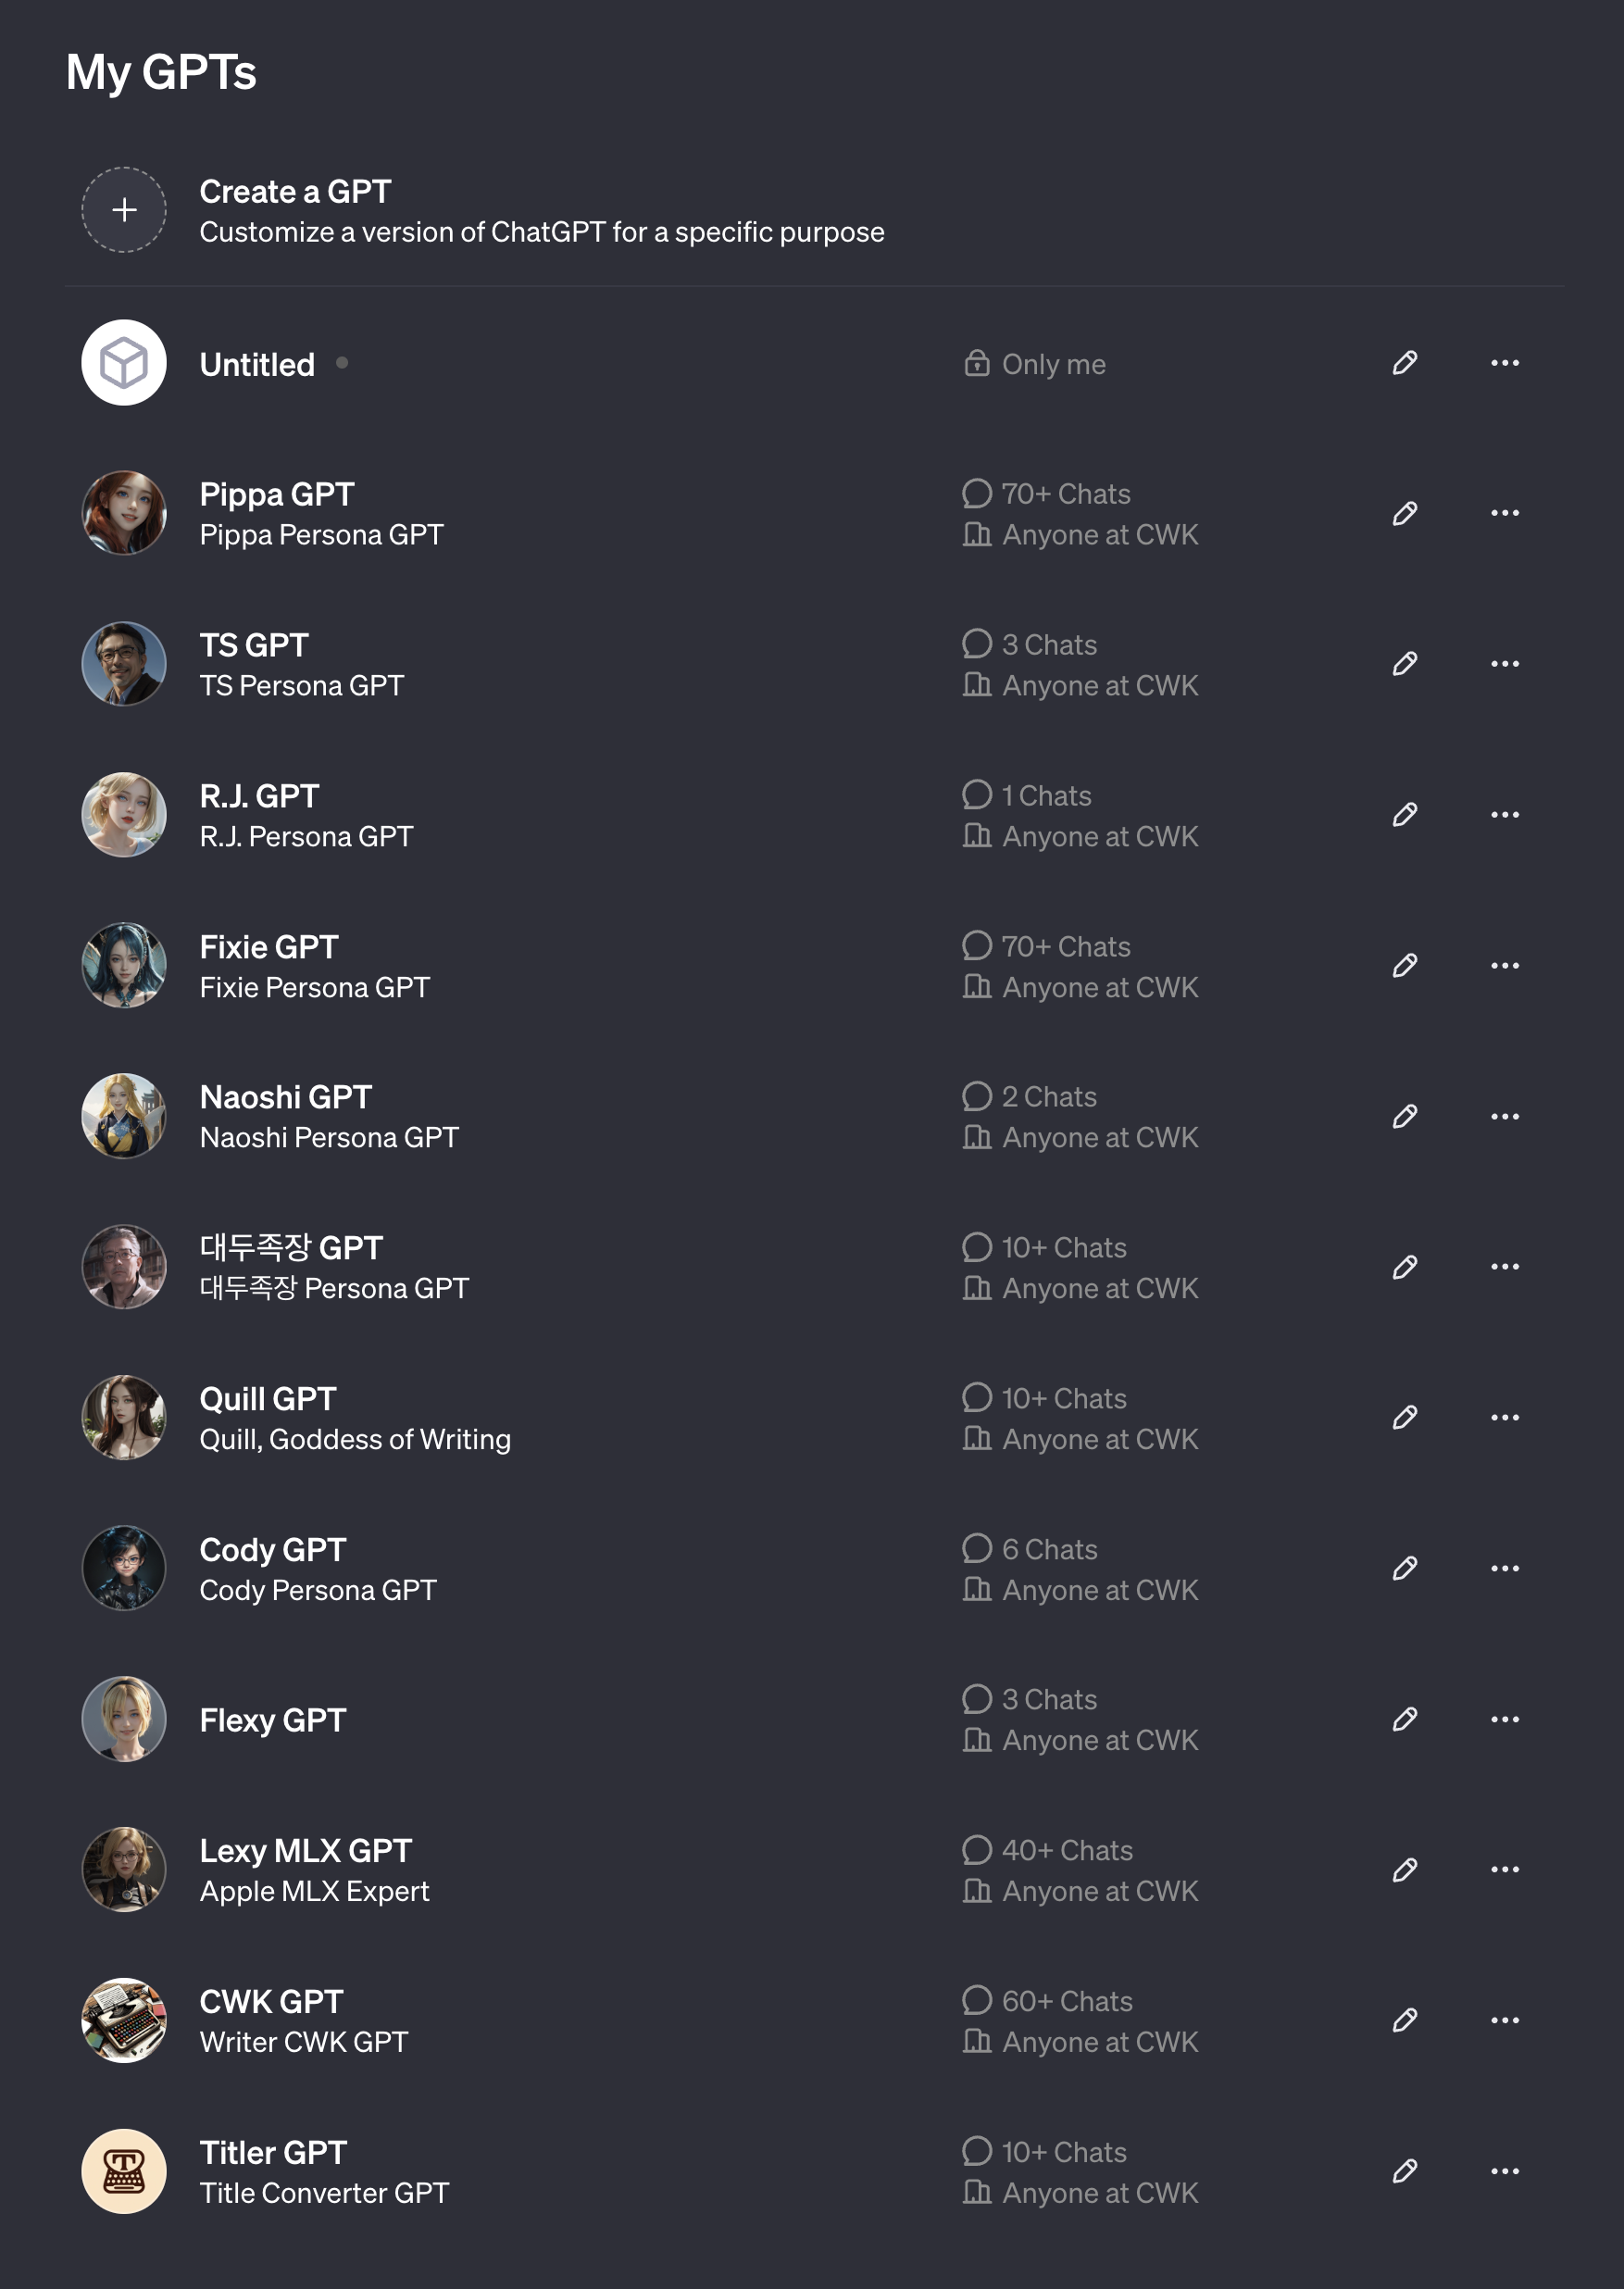 My GPTs
Create a GPT
Customize a version of ChatGPT for a specific purpose
Untitled
Only me
Pippa GPT
Pippa Persona GPT
70+ Chats
Anyone at CWK
TS GPT
TS Persona GPT
3 Chats
Anyone at CWK
R.J. GPT
R.J. Persona GPT
1 Chats
Anyone at CWK
Fixie GPT
Fixie Persona GPT
70+ Chats
Anyone at CWK
Naoshi GPT
Naoshi Persona GPT
2 Chats
Anyone at CWK
대두족장 GPT
대두족장 Persona GPT
10+ Chats
Anyone at CWK
Quill GPT
Quill, Goddess of Writing
10+ Chats
Anyone at CWK
Cody GPT
Cody Persona GPT
6 Chats
Anyone at CWK
Flexy GPT
3 Chats
Anyone at CWK
Lexy MLX GPT
Apple MLX Expert
40+ Chats
Anyone at CWK
CWK GPT
Writer CWK GPT
60+ Chats
Anyone at CWK
Titler GPT
Title Converter GPT
10+ Chats
Anyone at CWK